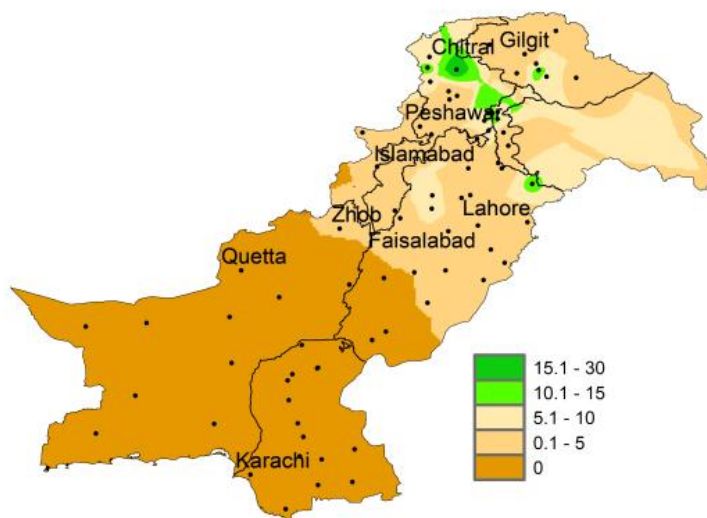 Chitral
Gilgit
Peshawar
Islamabad
Zhob
Lahore
Faisalabad
Quetta
Karachi
15.1 - 30
10.1 - 15
5.1 - 10
0.1 - 5
0